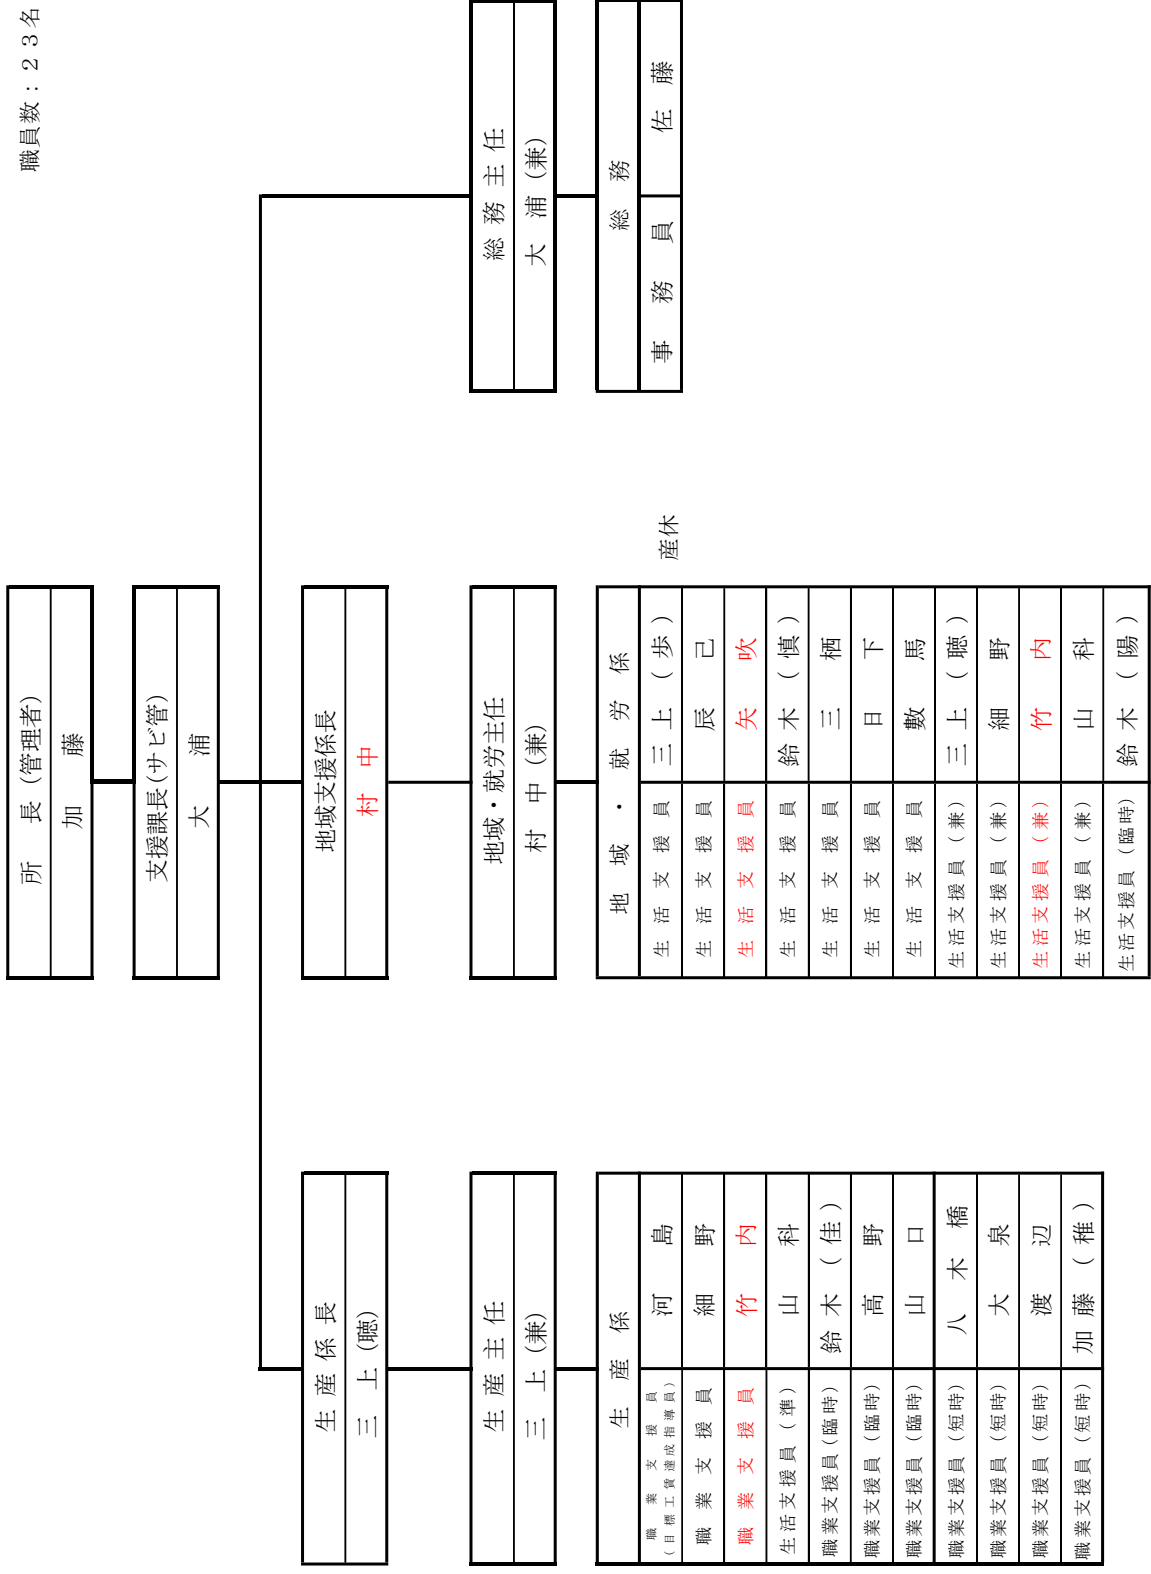 職員数：２３名
所　長（管理者）
加　藤
支援課長（サビ管）
大　浦
生産係長
三　上（聴）
地域支援係長
村　中
生産主任
三　上（兼）
地域・就労主任
村　中（兼）
総務主任
大　浦（兼）
生　産　係
職業支援員（目標工賃達成指導員）　河島
職業支援員　細野
職業支援員　竹内
生活支援員（準）　山科
職業支援員（臨時）　鈴木（佳）
職業支援員（臨時）　高野
職業支援員（臨時）　山口
職業支援員（短時）　八木橋
職業支援員（短時）　大泉
職業支援員（短時）　渡辺
職業支援員（短時）　加藤（稚）
地域・就労係
生活支援員　三上（歩）　産休
生活支援員　辰己
生活支援員　矢吹
生活支援員　鈴木（慎）
生活支援員　三栖
生活支援員　日下
生活支援員　數馬
生活支援員（兼）　三上（聴）
生活支援員（兼）　細野
生活支援員（兼）　竹内
生活支援員（兼）　山科
生活支援員（臨時）　鈴木（陽）
総　務
事務員　佐藤